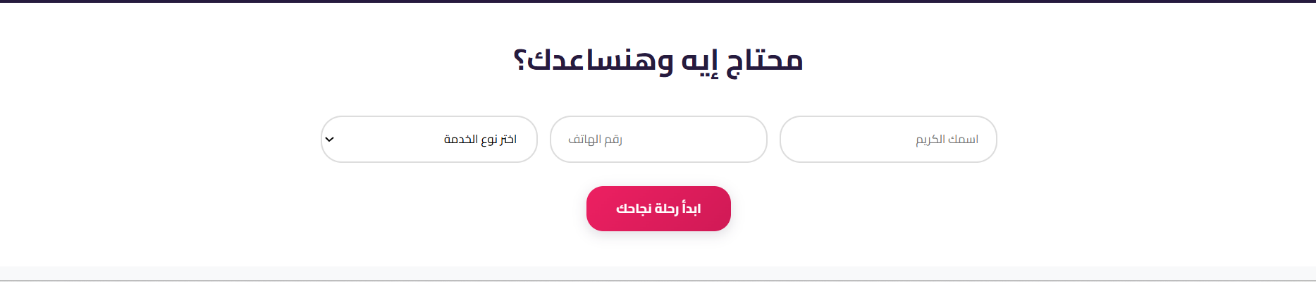 محتاج إيه وهنساعدك؟
اسمك الكريم
رقم الهاتف
اختر نوع الخدمة
ابدأ رحلة نجاحك